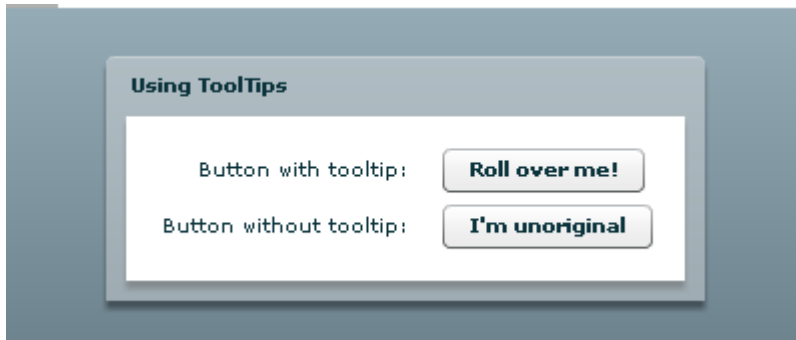 Using ToolTips
Button with tooltip: Roll over me!
Button without tooltip: I'm unoriginal